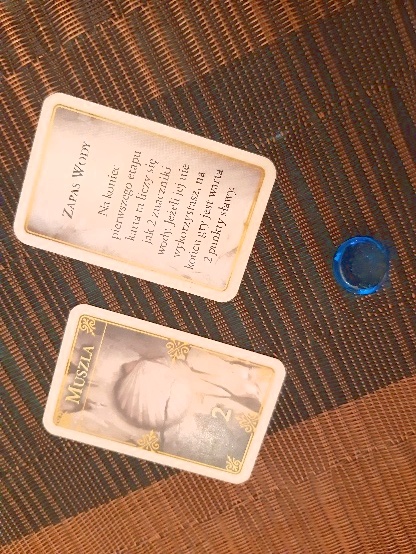 ZAPAS WODY
Na koniec
pierwszego etapu
karta ta liczy się
jak 2 znaczniki
wody. Jeżeli jej nie
wykorzystasz, na
koniec gry jest warta
2 punkty sławy.
MUSZLA
2